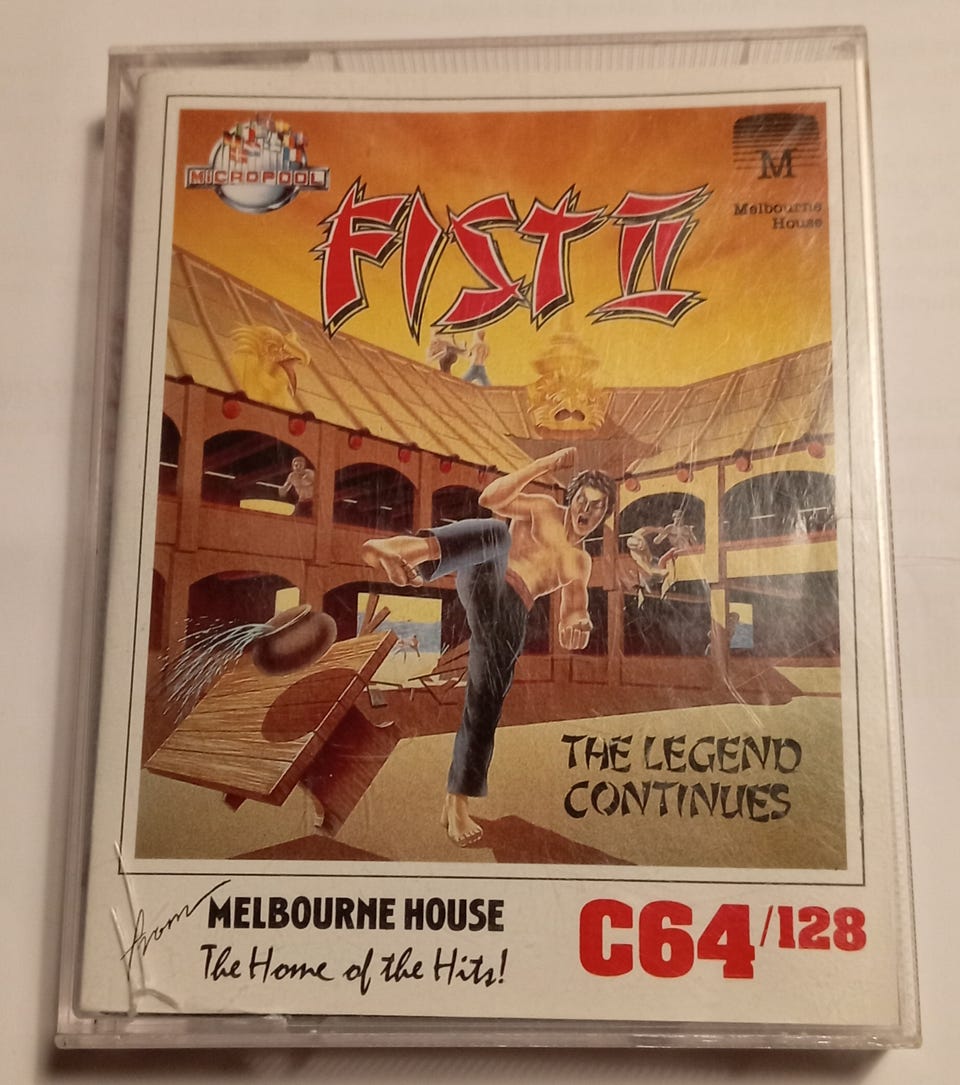 MICROPOOL
M
Melbourne
House
FIST II
THE LEGEND
CONTINUES
from MELBOURNE HOUSE
The Home of the Hits!
C64/128